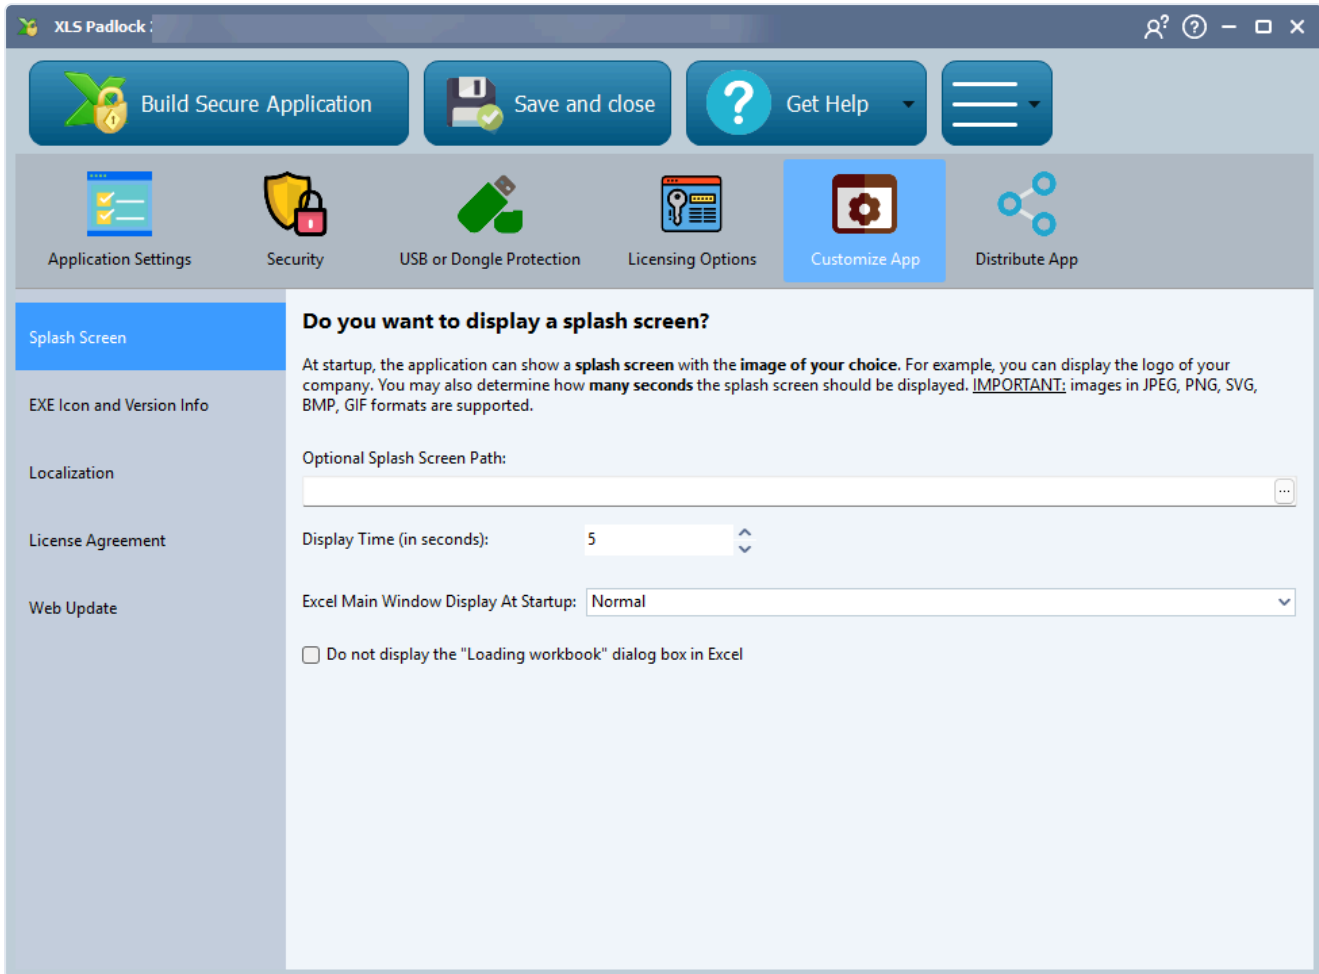 XLS Padlock
Build Secure Application
Save and close
Get Help
Application Settings
Security
USB or Dongle Protection
Licensing Options
Customize App
Distribute App
Splash Screen
EXE Icon and Version Info
Localization
License Agreement
Web Update
Do you want to display a splash screen?
At startup, the application can show a splash screen with the image of your choice. For example, you can display the logo of your
company. You may also determine how many seconds the splash screen should be displayed. IMPORTANT: images in JPEG, PNG, SVG,
BMP, GIF formats are supported.
Optional Splash Screen Path:
...
Display Time (in seconds): 5
Excel Main Window Display At Startup: Normal
Do not display the "Loading workbook" dialog box in Excel